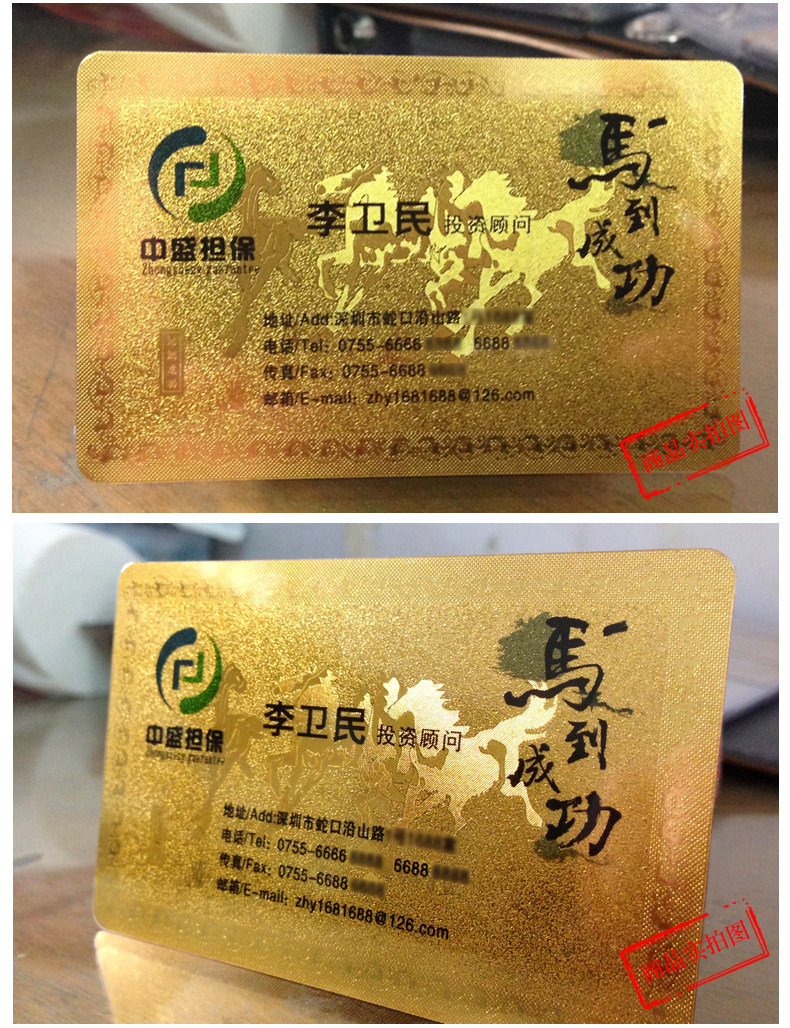 中盛担保
李卫民 投资顾问
馬到成功
地址/Add:深圳市蛇口沿山路
电话/Tel: 0755-6666 6688
传真/Fax: 0755-6688
邮箱/E-mail: zhy1681688@126.com
商品实拍图
中盛担保
李卫民 投资顾问
馬到成功
地址/Add:深圳市蛇口沿山路
电话/Tel: 0755-6666 6688
传真/Fax: 0755-6688
邮箱/E-mail: zhy1681688@126.com
商品实拍图